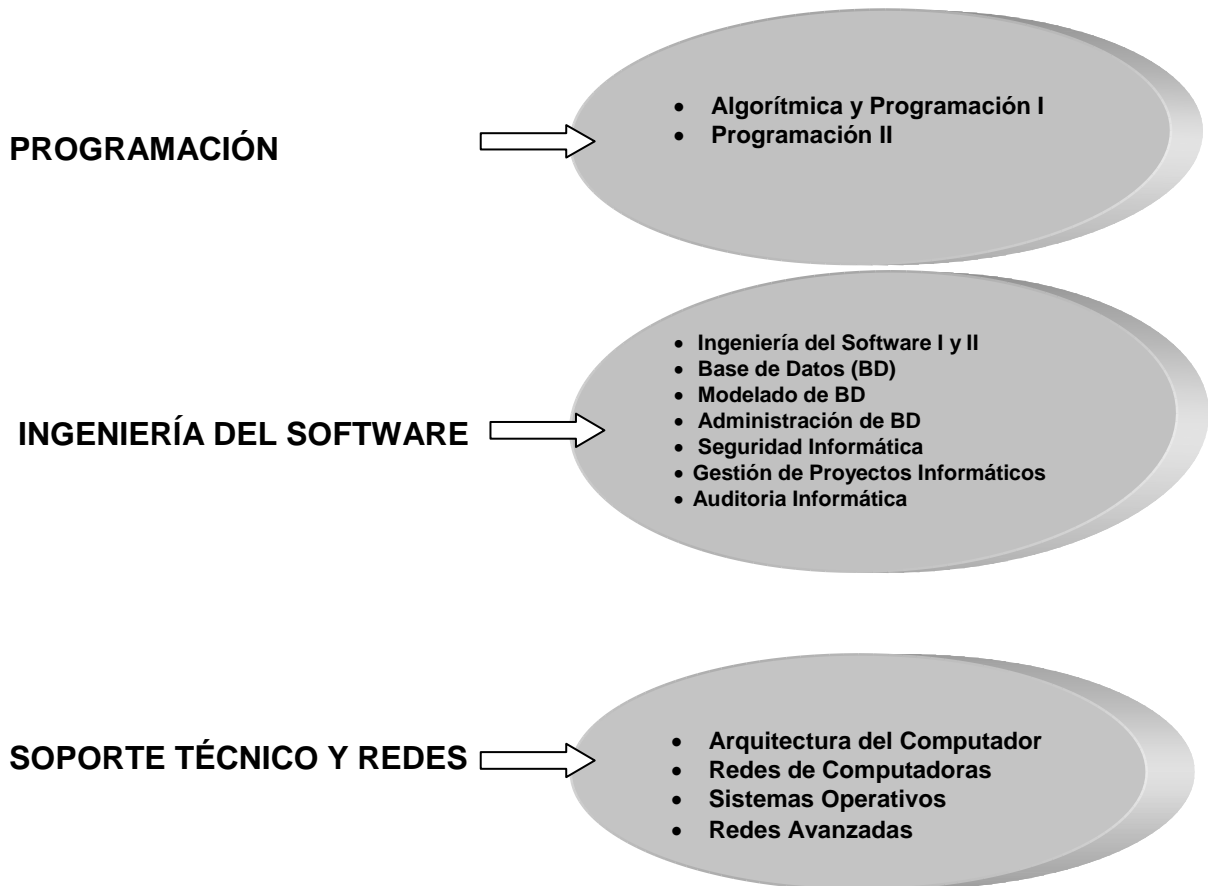 PROGRAMACIÓN
• Algorítmica y Programación I
• Programación II
INGENIERÍA DEL SOFTWARE
• Ingeniería del Software I y II
• Base de Datos (BD)
• Modelado de BD
• Administración de BD
• Seguridad Informática
• Gestión de Proyectos Informáticos
• Auditoria Informática
SOPORTE TÉCNICO Y REDES
• Arquitectura del Computador
• Redes de Computadoras
• Sistemas Operativos
• Redes Avanzadas